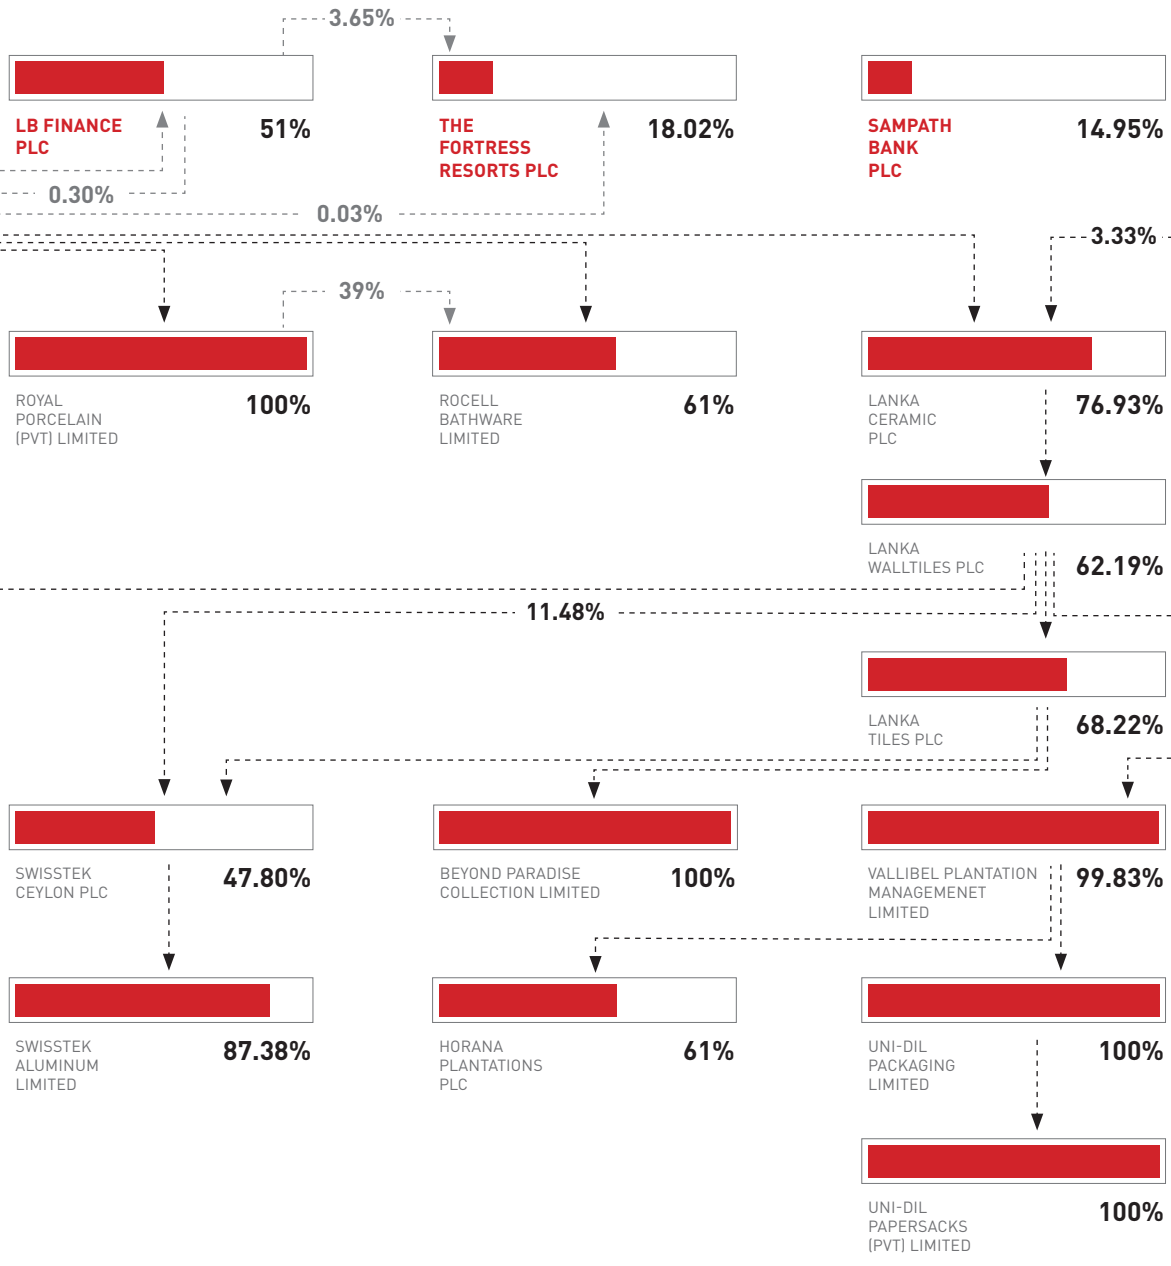 3.65%
LB FINANCE
PLC
51%
THE
FORTRESS
RESORTS PLC
18.02%
SAMPATH
BANK
PLC
14.95%
0.30%
0.03%
3.33%
39%
ROYAL
PORCELAIN
(PVT) LIMITED
100%
ROCELL
BATHWARE
LIMITED
61%
LANKA
CERAMIC
PLC
76.93%
LANKA
WALLTILES PLC
62.19%
11.48%
LANKA
TILES PLC
68.22%
SWISSTEK
CEYLON PLC
47.80%
BEYOND PARADISE
COLLECTION LIMITED
100%
VALLIBEL PLANTATION
MANAGEMENET
LIMITED
99.83%
SWISSTEK
ALUMINUM
LIMITED
87.38%
HORANA
PLANTATIONS
PLC
61%
UNI-DIL
PACKAGING
LIMITED
100%
UNI-DIL
PAPERSACKS
(PVT) LIMITED
100%